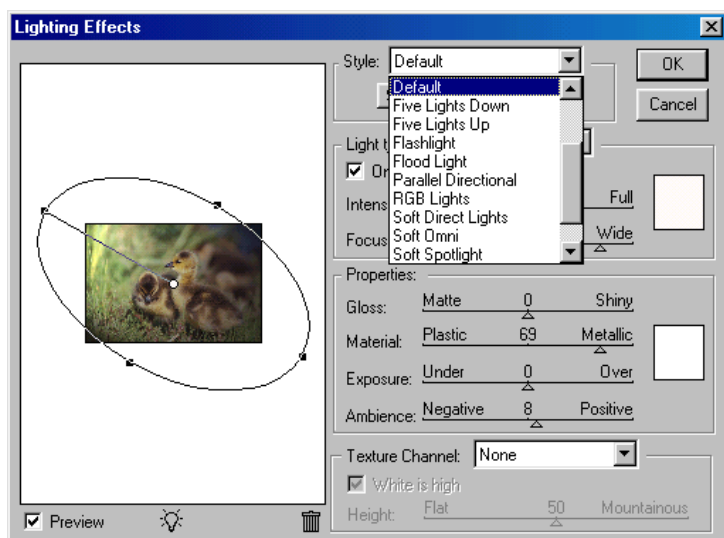 Lighting Effects
Style: Default
OK
Default
Five Lights Down
Cancel
Five Lights Up
Flashlight
Flood Light
Parallel Directional
RGB Lights
Soft Direct Lights
Soft Omni
Soft Spotlight
Light
Full
Focus
Wide
Properties:
Gloss: Matte 0 Shiny
Material: Plastic 69 Metallic
Exposure: Under 0 Over
Ambience: Negative 8 Positive
Texture Channel: None
White is high
Height: Flat 50 Mountainous
Preview